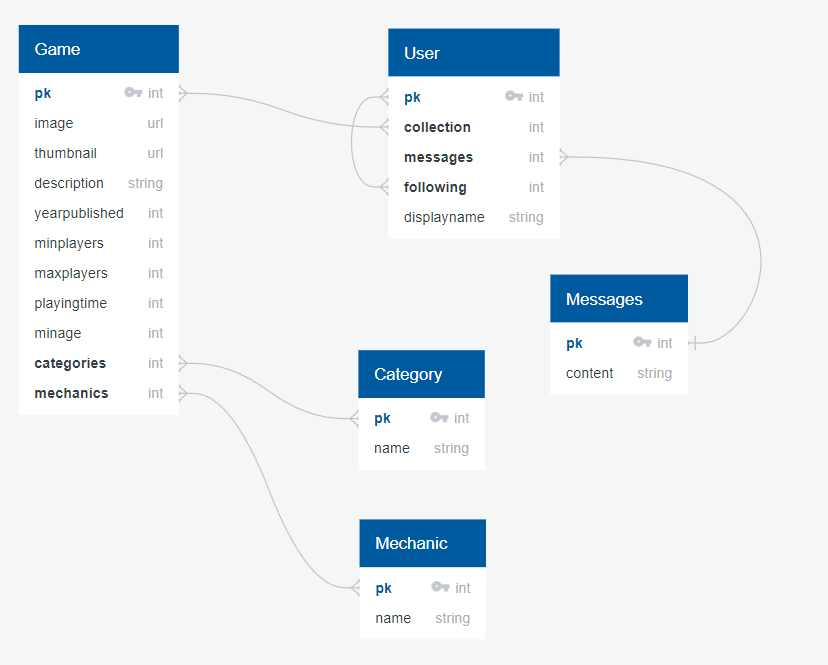 Game
pk int
image url
thumbnail url
description string
yearpublished int
minplayers int
maxplayers int
playingtime int
minage int
categories int
mechanics int
User
pk int
collection int
messages int
following int
displayname string
Messages
pk int
content string
Category
pk int
name string
Mechanic
pk int
name string